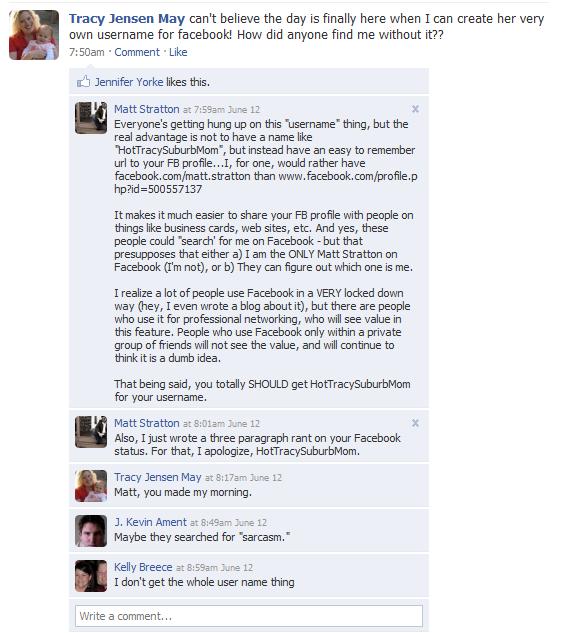 Tracy Jensen May can't believe the day is finally here when I can create her very
own username for facebook! How did anyone find me without it??
7:50am · Comment · Like
Jennifer Yorke likes this.
Matt Stratton at 7:59am June 12 x
Everyone's getting hung up on this "username" thing, but the
real advantage is not to have a name like
"HotTracySuburbMom", but instead have an easy to remember
url to your FB profile...I, for one, would rather have
facebook.com/matt.stratton than www.facebook.com/profile.p
hp?id=500557137
It makes it much easier to share your FB profile with people on
things like business cards, web sites, etc. And yes, these
people could "search' for me on Facebook - but that
presupposes that either a) I am the ONLY Matt Stratton on
Facebook (I'm not), or b) They can figure out which one is me.
I realize a lot of people use Facebook in a VERY locked down
way (hey, I even wrote a blog about it), but there are people
who use it for professional networking, who will see value in
this feature. People who use Facebook only within a private
group of friends will not see the value, and will continue to
think it is a dumb idea.
That being said, you totally SHOULD get HotTracySuburbMom
for your username.
Matt Stratton at 8:01am June 12 x
Also, I just wrote a three paragraph rant on your Facebook
status. For that, I apologize, HotTracySuburbMom.
Tracy Jensen May at 8:17am June 12
Matt, you made my morning.
J. Kevin Ament at 8:49am June 12
Maybe they searched for "sarcasm."
Kelly Breece at 8:59am June 12
I don't get the whole user name thing
Write a comment...